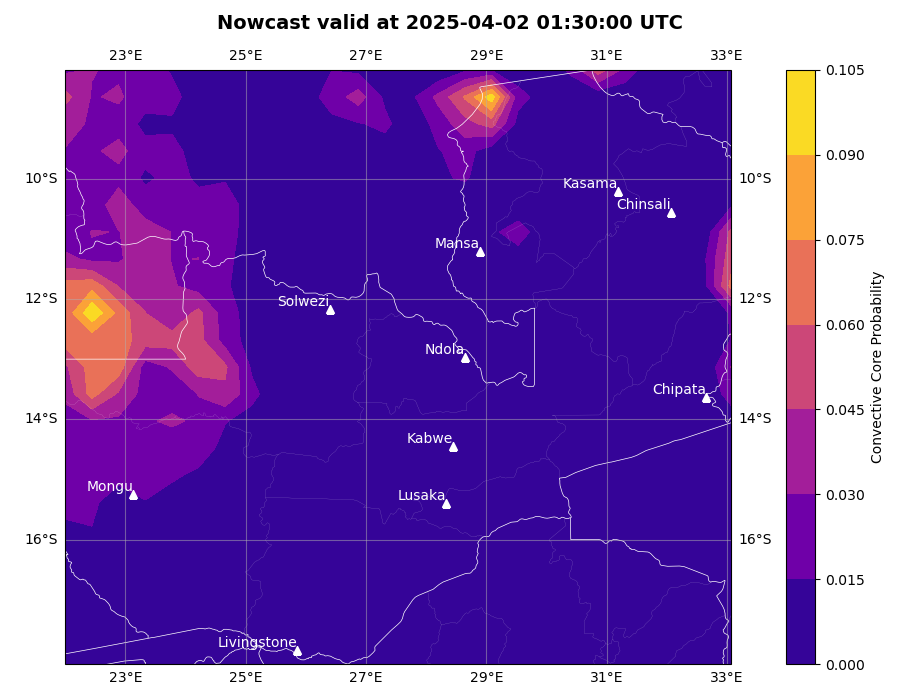 Nowcast valid at 2025-04-02 01:30:00 UTC
23°E 25°E 27°E 29°E 31°E 33°E
0.105
0.090
10°S 10°S
Kasama
Chinsali
0.075
Mansa
12°S 12°S
Solwezi
0.060
Ndola
Chipata
0.045
14°S 14°S
Kabwe
Mongu
Lusaka
0.030
16°S 16°S
0.015
Livingstone
0.000
23°E 25°E 27°E 29°E 31°E 33°E
Convective Core Probability